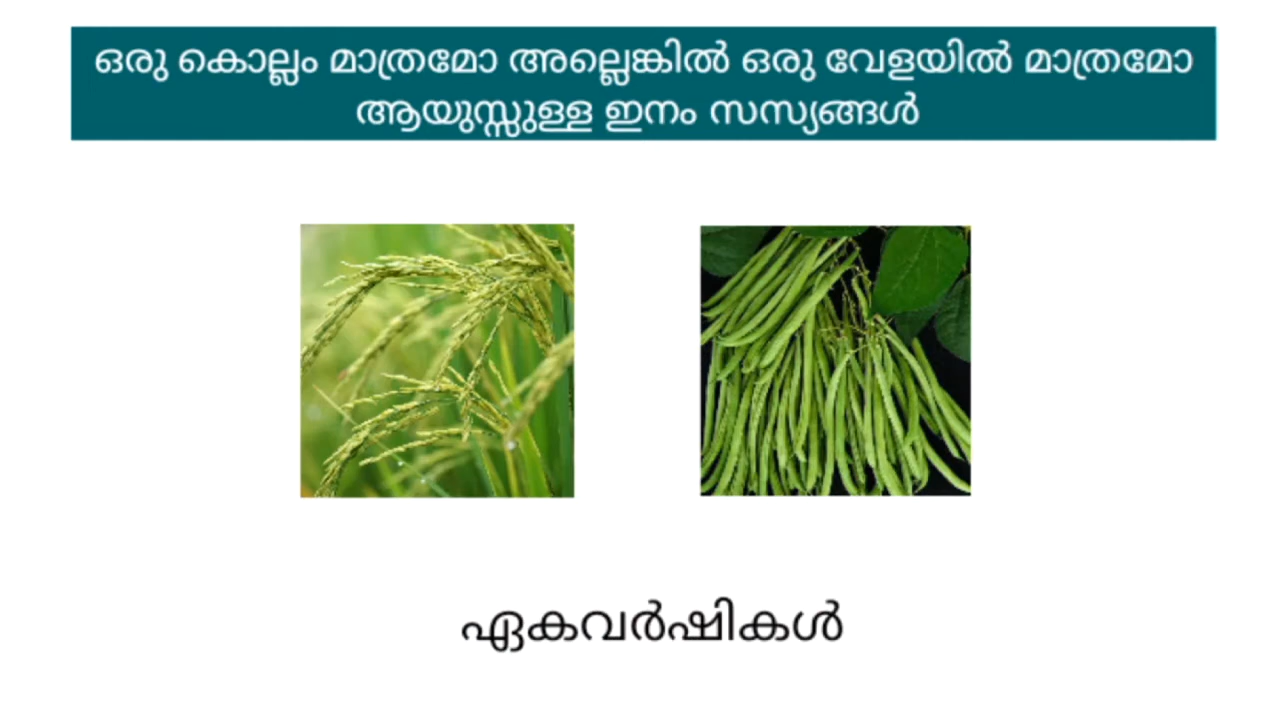 ഒരു കൊല്ലം മാത്രമോ അല്ലെങ്കിൽ ഒരു വേളയിൽ മാത്രമോ
ആയുസ്സുള്ള ഇനം സസ്യങ്ങൾ
ഏകവർഷികൾ